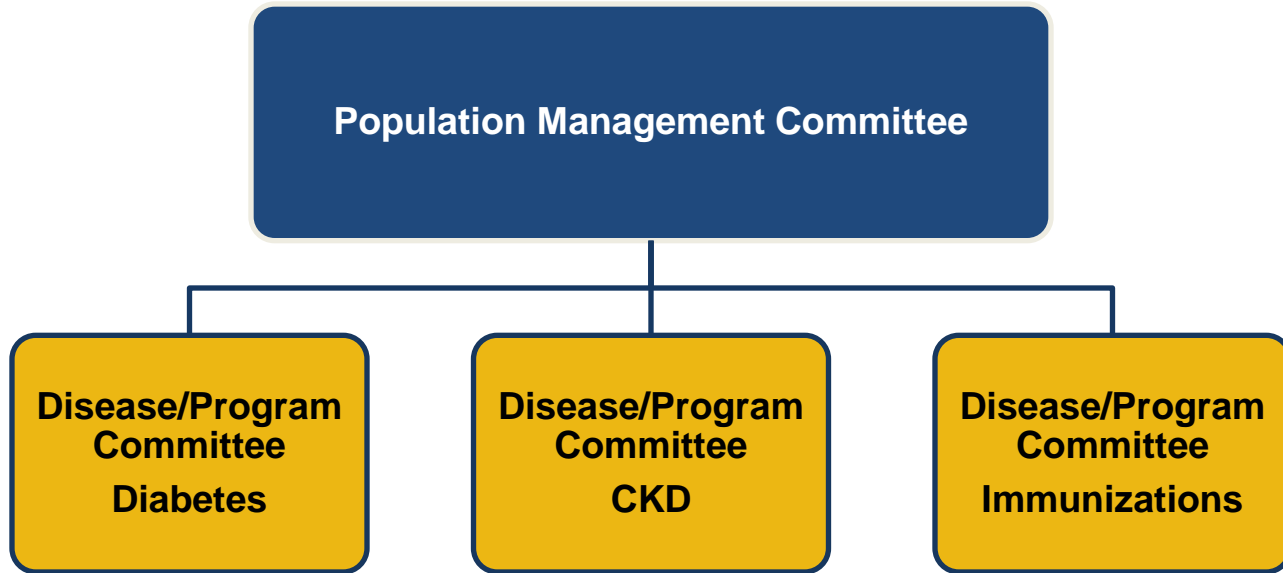 Population Management Committee
Disease/Program
Committee
Diabetes
Disease/Program
Committee
CKD
Disease/Program
Committee
Immunizations